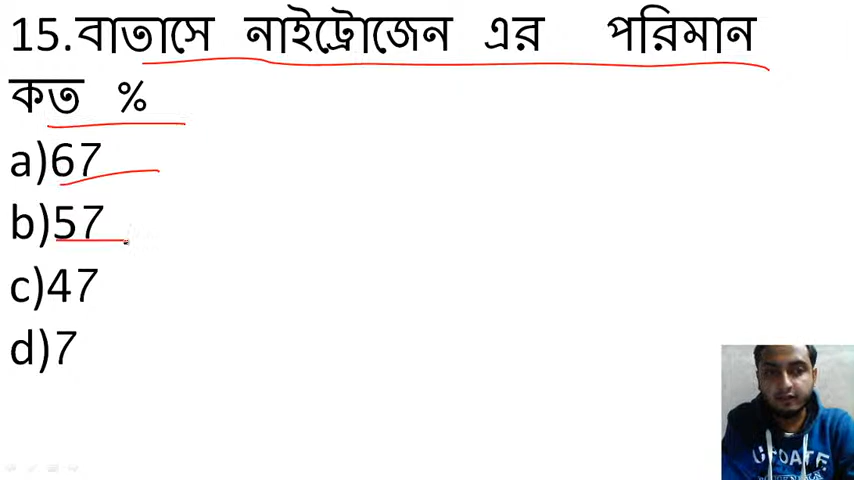 15.বাতাসে নাইট্রোজেন এর পরিমান
কত %
a)67
b)57
c)47
d)7